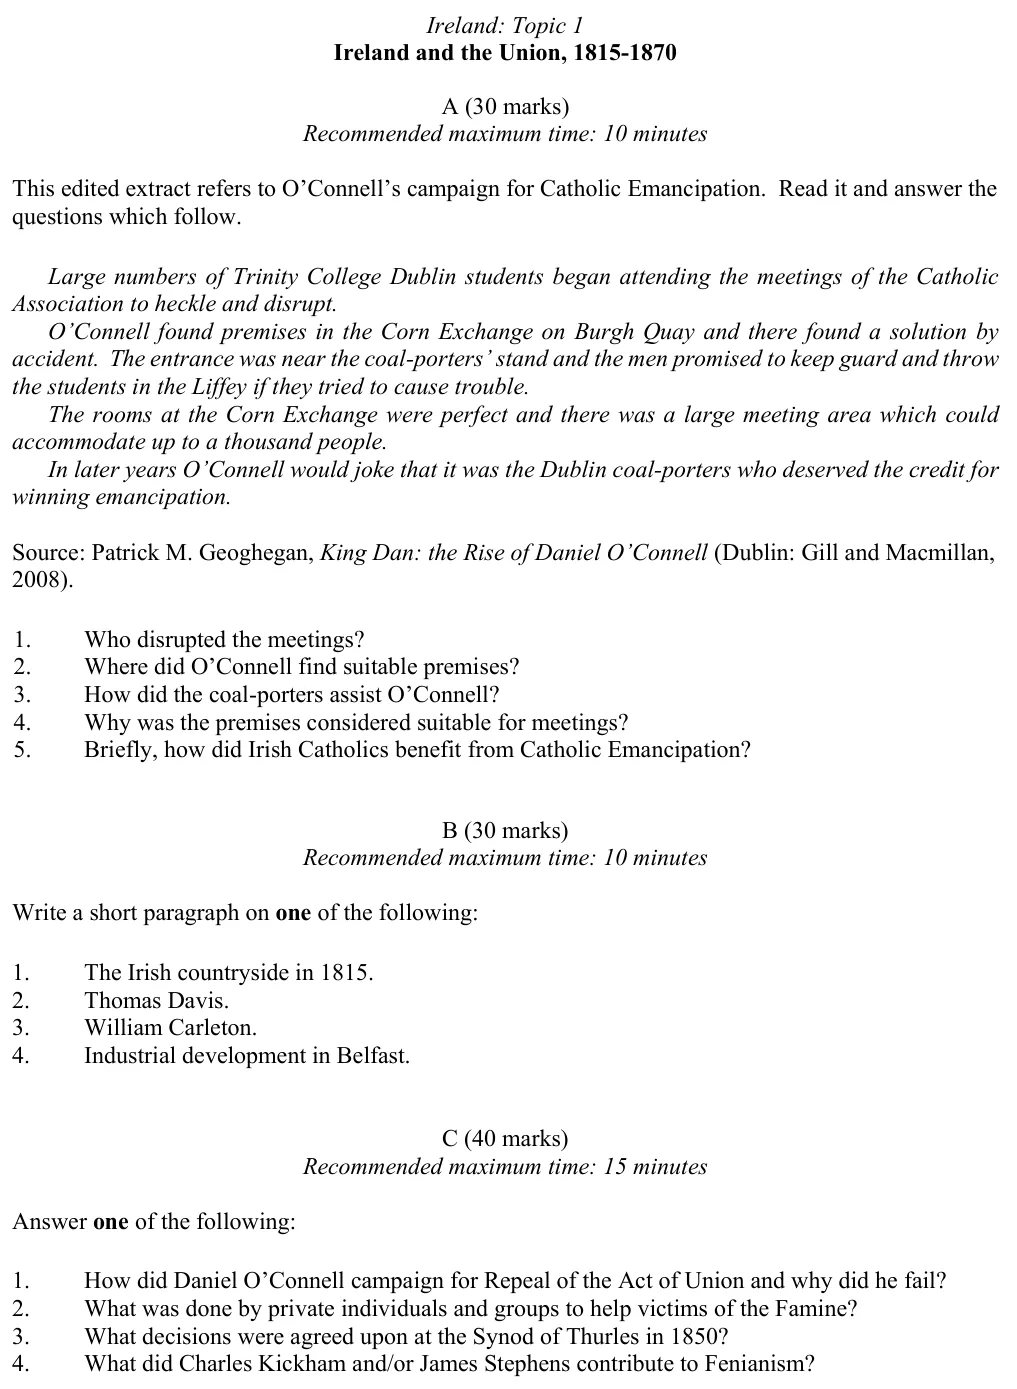 Ireland: Topic 1
Ireland and the Union, 1815-1870
A (30 marks)
Recommended maximum time: 10 minutes
This edited extract refers to O’Connell’s campaign for Catholic Emancipation.  Read it and answer the
questions which follow.
Large numbers of Trinity College Dublin students began attending the meetings of the Catholic
Association to heckle and disrupt.
O’Connell found premises in the Corn Exchange on Burgh Quay and there found a solution by
accident.  The entrance was near the coal-porters’ stand and the men promised to keep guard and throw
the students in the Liffey if they tried to cause trouble.
The rooms at the Corn Exchange were perfect and there was a large meeting area which could
accommodate up to a thousand people.
In later years O’Connell would joke that it was the Dublin coal-porters who deserved the credit for
winning emancipation.
Source: Patrick M. Geoghegan, King Dan: the Rise of Daniel O’Connell (Dublin: Gill and Macmillan,
2008).
1. Who disrupted the meetings?
2. Where did O’Connell find suitable premises?
3. How did the coal-porters assist O’Connell?
4. Why was the premises considered suitable for meetings?
5. Briefly, how did Irish Catholics benefit from Catholic Emancipation?
B (30 marks)
Recommended maximum time: 10 minutes
Write a short paragraph on one of the following:
1. The Irish countryside in 1815.
2. Thomas Davis.
3. William Carleton.
4. Industrial development in Belfast.
C (40 marks)
Recommended maximum time: 15 minutes
Answer one of the following:
1. How did Daniel O’Connell campaign for Repeal of the Act of Union and why did he fail?
2. What was done by private individuals and groups to help victims of the Famine?
3. What decisions were agreed upon at the Synod of Thurles in 1850?
4. What did Charles Kickham and/or James Stephens contribute to Fenianism?